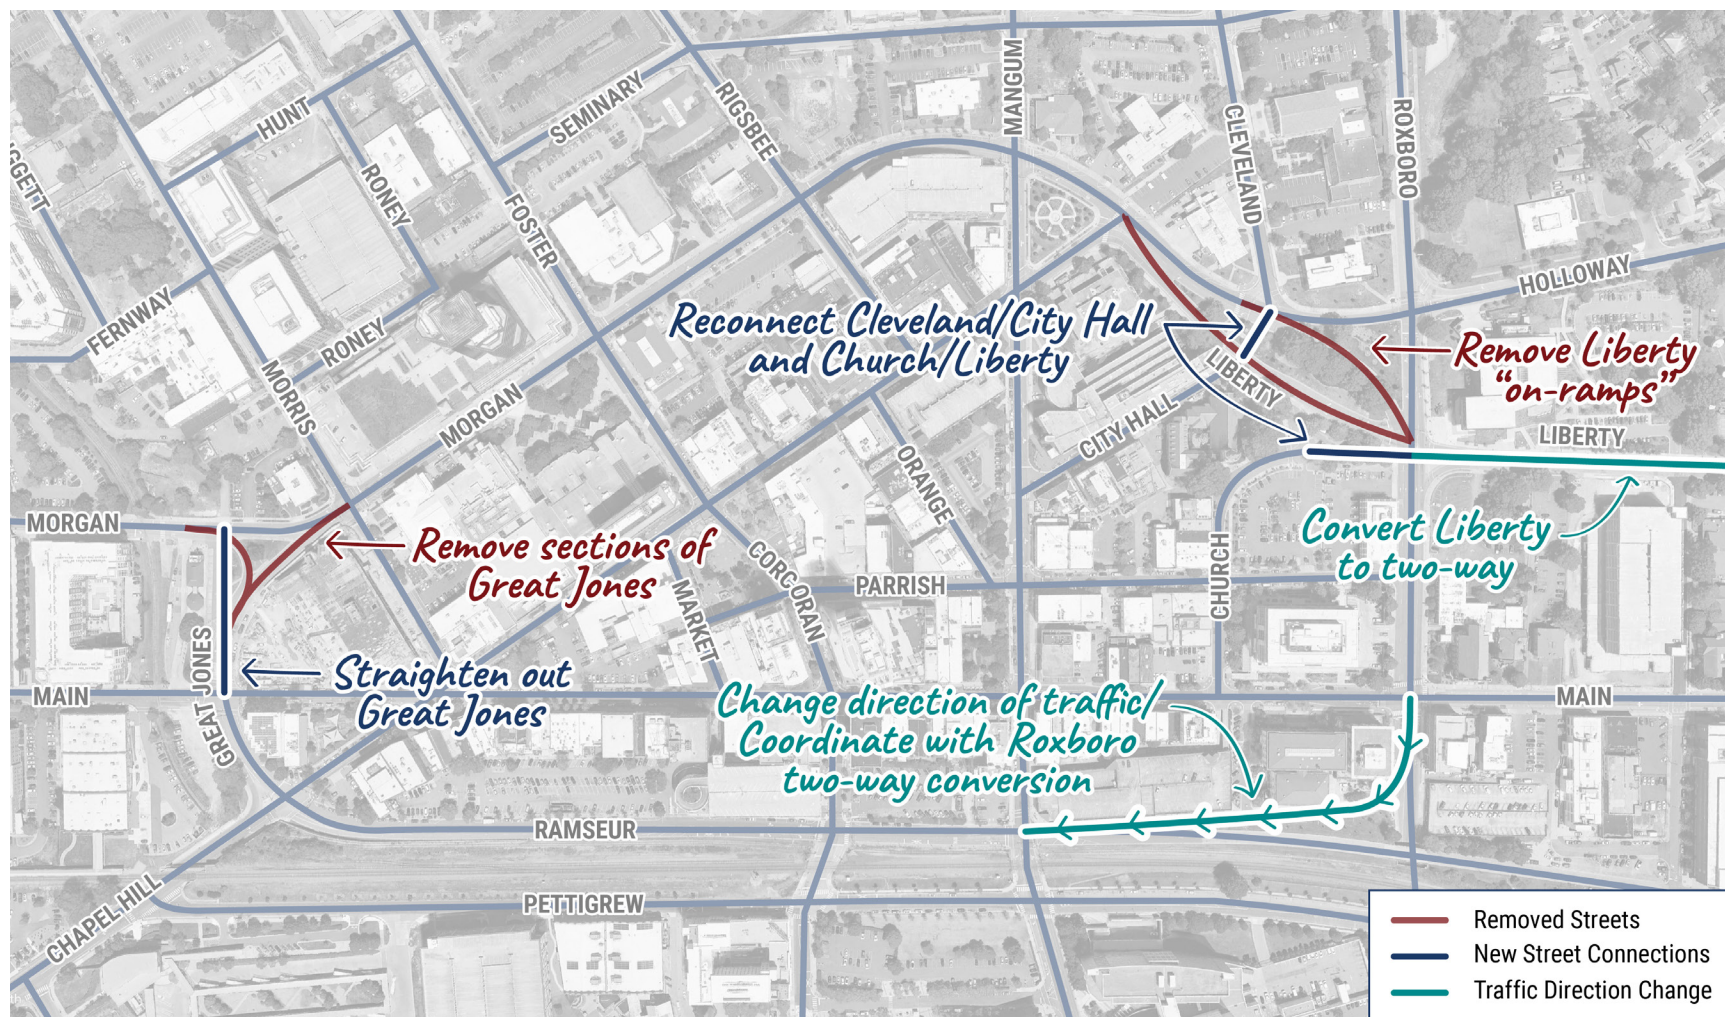 MANGUM
RIGSBEE
SEMINARY
HUNT
CLEVELAND
ROXBORO
GGETT
RONEY
FOSTER
HOLLOWAY
FERNWAY
RONEY
MORRIS
MORGAN
Reconnect Cleveland/City Hall
and Church/Liberty
LIBERTY
Remove Liberty
“on-ramps”
CITY HALL
LIBERTY
ORANGE
MORGAN
Remove sections of
Great Jones
CORCORAN
PARRISH
MARKET
CHURCH
Convert Liberty
to two-way
GREAT JONES
MAIN
Straighten out
Great Jones
Change direction of traffic/
Coordinate with Roxboro
two-way conversion
MAIN
RAMSEUR
CHAPEL HILL
PETTIGREW
Removed Streets
New Street Connections
Traffic Direction Change